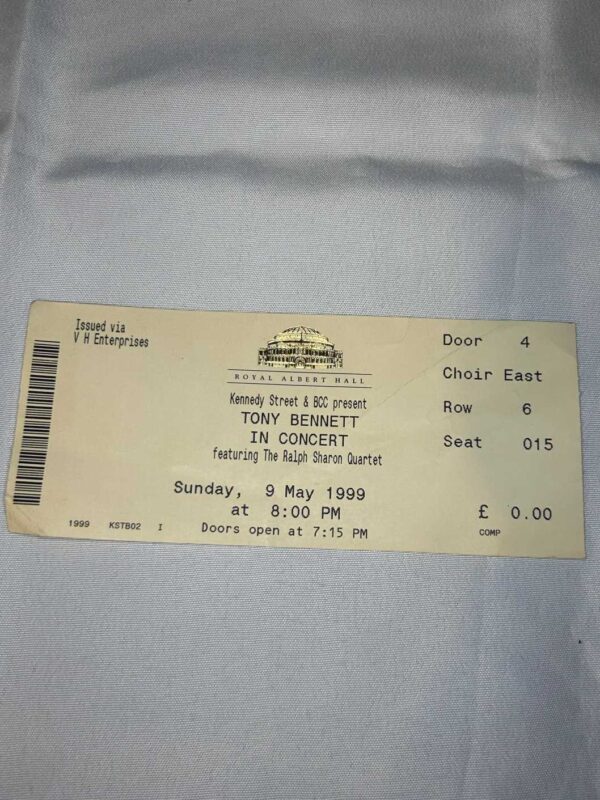 Issued via
V H Enterprises
ROYAL ALBERT HALL
Kennedy Street & BCC present
TONY BENNETT
IN CONCERT
featuring The Ralph Sharon Quartet
Sunday, 9 May 1999
at 8:00 PM
Doors open at 7:15 PM
1999 KSTB02 I
Door 4
Choir East
Row 6
Seat 015
£ 0.00
COMP